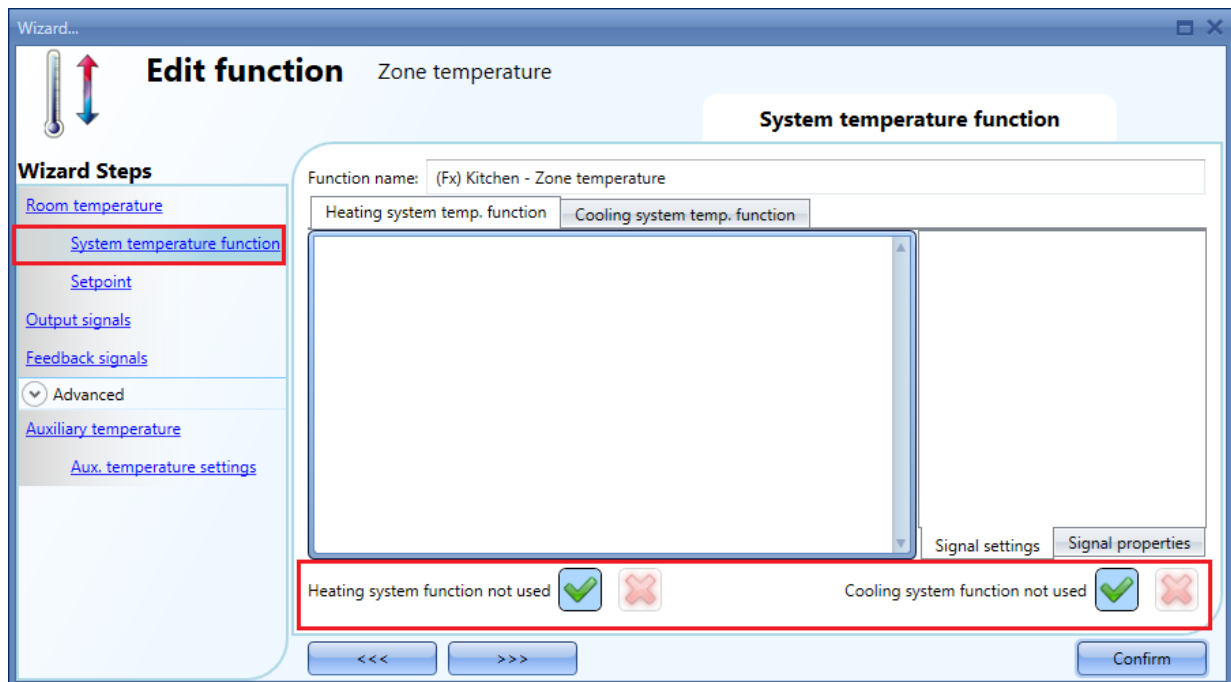 Wizard...
Edit function Zone temperature
System temperature function
Wizard Steps
Room temperature
System temperature function
Setpoint
Output signals
Feedback signals
Advanced
Auxiliary temperature
Aux. temperature settings
Function name: (Fx) Kitchen - Zone temperature
Heating system temp. function Cooling system temp. function
Signal settings Signal properties
Heating system function not used Cooling system function not used
<<< >>> Confirm